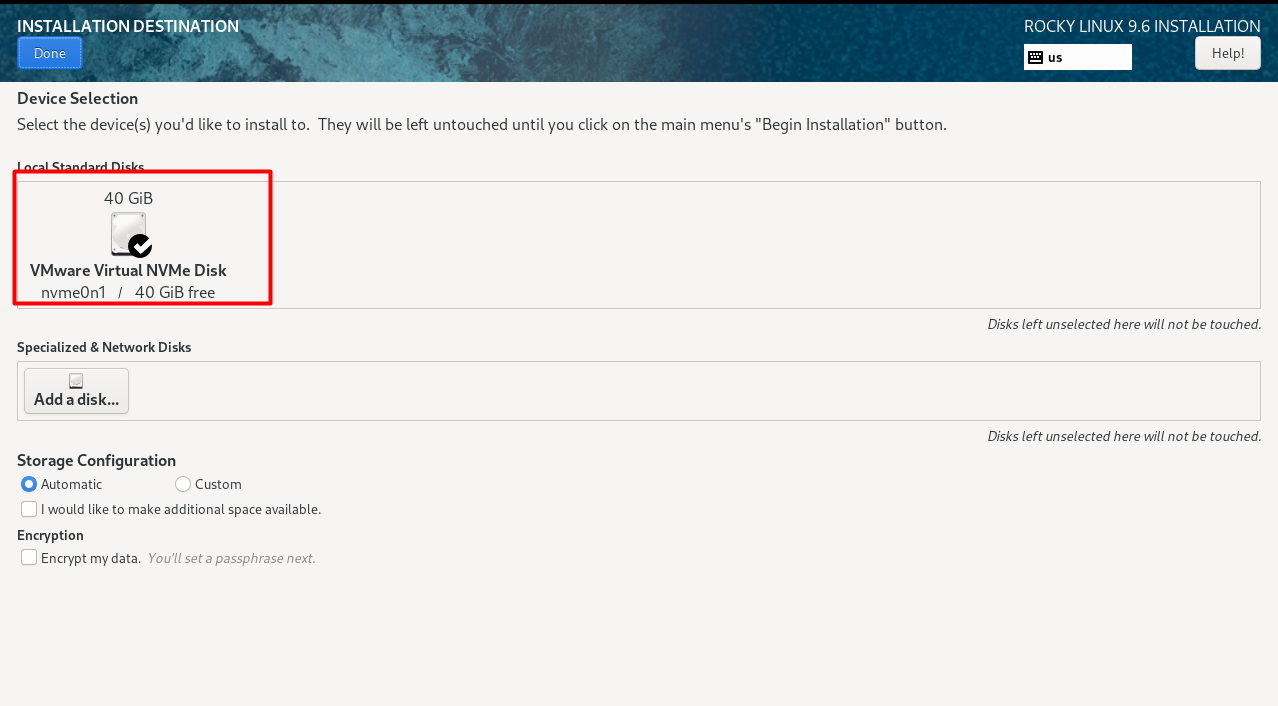 INSTALLATION DESTINATION
ROCKY LINUX 9.6 INSTALLATION
Done
us
Help!
Device Selection
Select the device(s) you'd like to install to.  They will be left untouched until you click on the main menu's "Begin Installation" button.
Local Standard Disks
40 GiB
VMware Virtual NVMe Disk
nvme0n1 / 40 GiB free
Disks left unselected here will not be touched.
Specialized & Network Disks
Add a disk...
Disks left unselected here will not be touched.
Storage Configuration
Automatic Custom
I would like to make additional space available.
Encryption
Encrypt my data. You'll set a passphrase next.